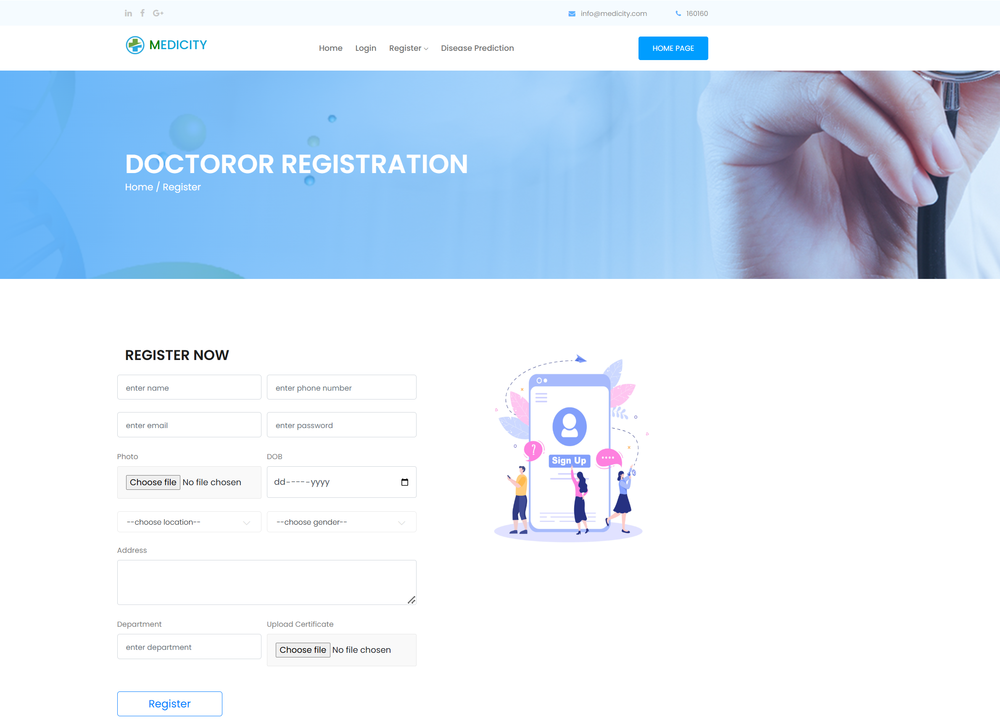 info@medicity.com 160160
MEDICITY Home Login Register Disease Prediction HOME PAGE
DOCTOROR REGISTRATION
Home / Register
REGISTER NOW
enter name enter phone number
enter email enter password
Photo DOB
Choose file No file chosen dd-----yyyy
--choose location-- --choose gender--
Address
Department Upload Certificate
enter department Choose file No file chosen
Register
Sign Up